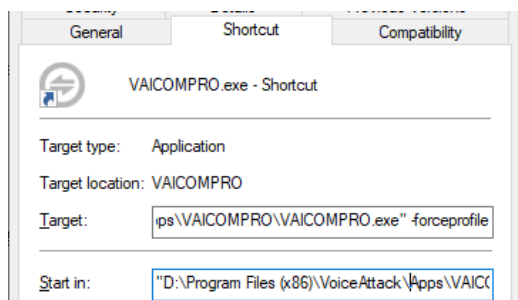 General Shortcut Compatibility
VAICOMPRO.exe - Shortcut
Target type: Application
Target location: VAICOMPRO
Target: ps\VAICOMPRO\VAICOMPRO.exe" -forceprofile
Start in: "D:\Program Files (x86)\VoiceAttack\Apps\VAIC